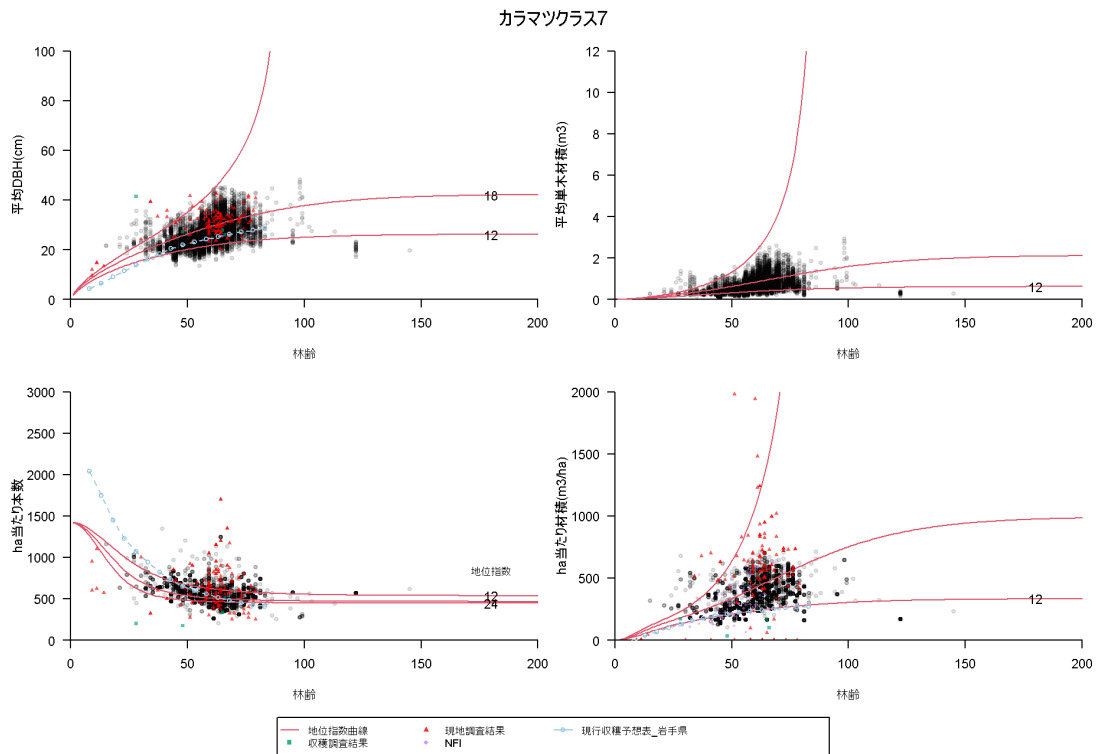 カラマツクラス7
平均DBH(cm)
100
80
60
40
20
0
18
12
0 50 100 150 200
林齢
平均単木材積(m3)
12
10
8
6
4
2
0
12
0 50 100 150 200
林齢
ha当たり本数
3000
2500
2000
1500
1000
500
0
地位指数
12
24
0 50 100 150 200
林齢
ha当たり材積(m3/ha)
2000
1500
1000
500
0
12
0 50 100 150 200
林齢
地位指数曲線 現地調査結果 現行収穫予想表_岩手県
収穫調査結果 NFI